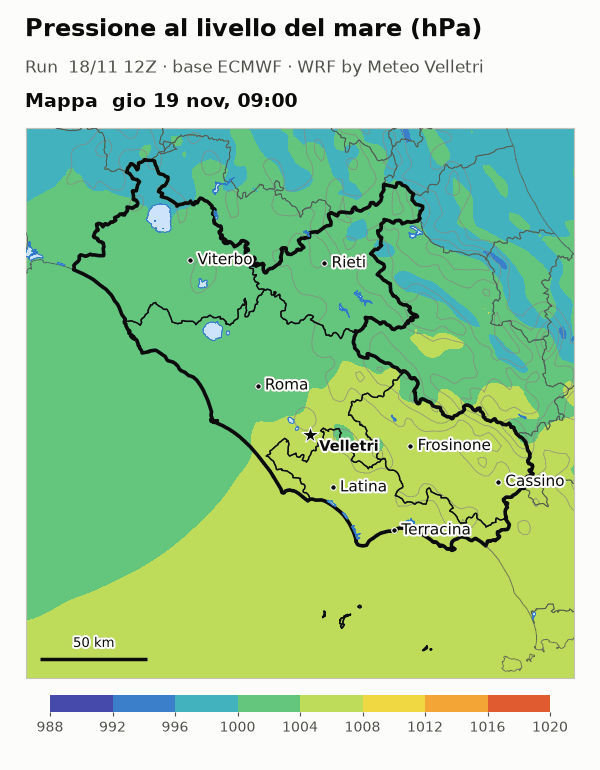 Pressione al livello del mare (hPa)
Run  18/11 12Z · base ECMWF · WRF by Meteo Velletri
Mappa  gio 19 nov, 09:00
Viterbo
Rieti
Roma
Velletri
Frosinone
Latina
Cassino
Terracina
50 km
988 992 996 1000 1004 1008 1012 1016 1020